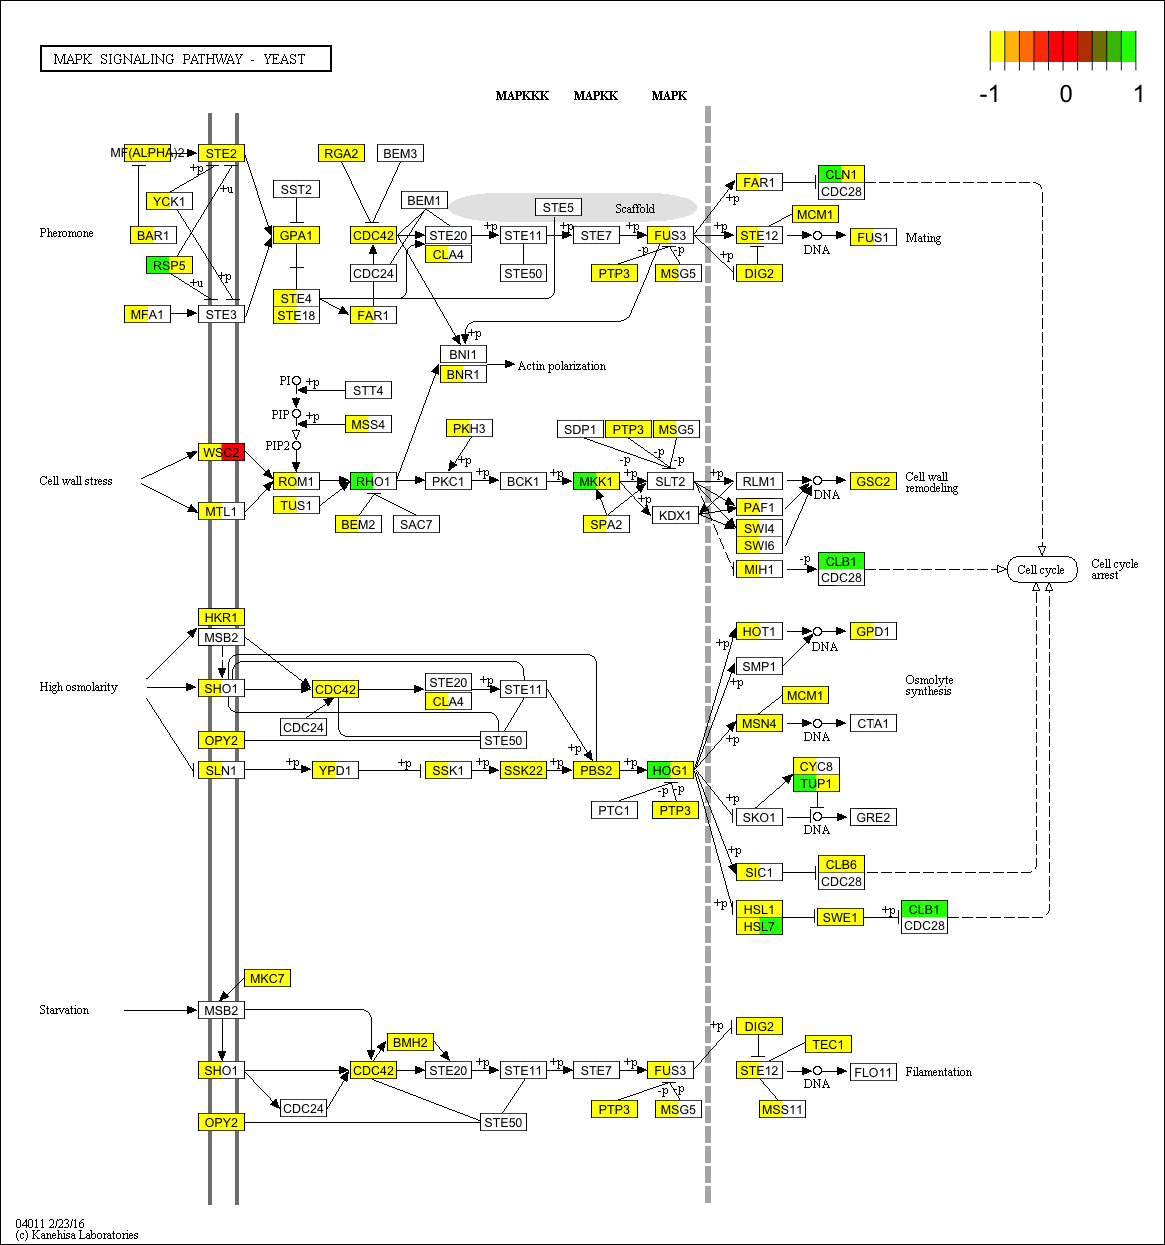 MAPK SIGNALING PATHWAY - YEAST
-1 0 1
MAPKKK MAPKK MAPK
MF(ALPHA)2 STE2 RGA2 BEM3
+p
+u
YCK1 SST2 BEM1 STE5 Scaffold
FAR1 +p CLN1
CDC28
MCM1
Pheromone BAR1 GPA1 CDC42 STE20 +p STE11 +p STE7 +p FUS3 +p STE12 DNA FUS1 Mating
CLA4
-p -p
RSP5 CDC24 STE50 PTP3 MSG5 +p DIG2
+u +p
STE4
MFA1 STE3 STE18 FAR1
+p
BNI1
BNR1 Actin polarization
PI +p STT4
PIP +p MSS4
PIP2
PKH3 SDP1 PTP3 MSG5
WSC2 +p -p -p -p
Cell wall stress ROM1 RHO1 PKC1 +p BCK1 +p MKK1 +p SLT2 +p RLM1 DNA GSC2 Cell wall
remodeling
TUS1 +p
MTL1 BEM2 SAC7 SPA2 KDX1 PAF1
SWI4
SWI6
MIH1 -p CLB1
CDC28
Cell cycle Cell cycle
arrest
HKR1
MSB2
HOT1 DNA GPD1
+p
SMP1
+p
High osmolarity SHO1 CDC42 STE20 +p STE11 Osmolyte
synthesis
CLA4 MCM1
CDC24 MSN4 DNA CTA1
+p
OPY2 STE50
+p
SLN1 +p YPD1 +p SSK1 +p SSK22 +p PBS2 +p HOG1
CYC8
TUP1
-p -p
PTC1 PTP3 +p SKO1 DNA GRE2
+p
SIC1 CLB6
CDC28
+p HSL1
HSL7 SWE1 +p CLB1
CDC28
MKC7
Starvation MSB2
+p DIG2
BMH2 TEC1
SHO1 CDC42 STE20 +p STE11 +p STE7 +p FUS3 STE12 DNA FLO11 Filamentation
-p -p
CDC24 PTP3 MSG5 MSS11
OPY2 STE50
04011 2/23/16
(c) Kanehisa Laboratories